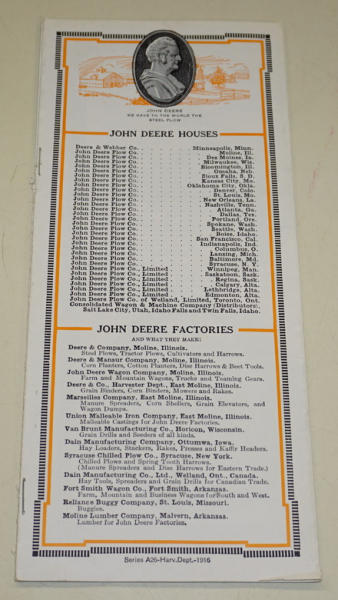 JOHN DEERE
HE GAVE TO THE WORLD THE
STEEL PLOW
JOHN DEERE HOUSES
Deere & Webber Co. Minneapolis, Minn.
John Deere Plow Co. Moline, Ill.
John Deere Plow Co. Des Moines, Ia.
John Deere Plow Co. Milwaukee, Wis.
John Deere Plow Co. Bloomington, Ill.
John Deere Plow Co. Omaha, Neb.
John Deere Plow Co. Sioux Falls, S. D.
John Deere Plow Co. Kansas City, Mo.
John Deere Plow Co. Oklahoma City, Okla.
John Deere Plow Co. Denver, Colo.
John Deere Plow Co. St. Louis, Mo.
John Deere Plow Co. New Orleans, La.
John Deere Plow Co. Nashville, Tenn.
John Deere Plow Co. Atlanta, Ga.
John Deere Plow Co. Dallas, Tex.
John Deere Plow Co. Portland, Ore.
John Deere Plow Co. Spokane, Wash.
John Deere Plow Co. Seattle, Wash.
John Deere Plow Co. Boise, Idaho.
John Deere Plow Co. San Francisco, Cal.
John Deere Plow Co. Indianapolis, Ind.
John Deere Plow Co. Columbus, O.
John Deere Plow Co. Lansing, Mich.
John Deere Plow Co. Baltimore, Md.
John Deere Plow Co. Syracuse, N. Y.
John Deere Plow Co., Limited Winnipeg, Man.
John Deere Plow Co., Limited Saskatoon, Sask.
John Deere Plow Co., Limited Regina, Sask.
John Deere Plow Co., Limited Calgary, Alta.
John Deere Plow Co., Limited Lethbridge, Alta.
John Deere Plow Co., Limited Edmonton, Alta.
John Deere Plow Co. of Welland, Limited, Toronto, Ont.
Consolidated Wagon & Machine Company (Distributors),
Salt Lake City, Utah, Idaho Falls and Twin Falls, Idaho.
JOHN DEERE FACTORIES
AND WHAT THEY MAKE:
Deere & Company, Moline, Illinois.
Steel Plows, Tractor Plows, Cultivators and Harrows.
Deere & Mansur Company, Moline, Illinois.
Corn Planters, Cotton Planters, Disc Harrows & Beet Tools.
John Deere Wagon Company, Moline, Illinois.
Farm and Mountain Wagons, Trucks and Teaming Gears.
Deere & Co., Harvester Dept., East Moline, Illinois.
Grain Binders, Corn Binders, Mowers and Rakes.
Marseilles Company, East Moline, Illinois.
Manure Spreaders, Corn Shellers, Grain Elevators, and
Wagon Dumps.
Union Malleable Iron Company, East Moline, Illinois.
Malleable Castings for John Deere Factories.
Van Brunt Manufacturing Co., Horicon, Wisconsin.
Grain Drills and Seeders of all kinds.
Dain Manufacturing Company, Ottumwa, Iowa.
Hay Loaders, Stackers, Rakes, Presses and Kaffir Headers.
Syracuse Chilled Plow Co., Syracuse, New York.
Chilled Plows and Spring Tooth Harrows.
(Manure Spreaders and Disc Harrows for Eastern Trade.)
Dain Manufacturing Co., Ltd., Welland, Ont., Canada.
Hay Tools, Spreaders and Grain Drills for Canadian Trade.
Fort Smith Wagon Co., Fort Smith, Arkansas.
Farm, Mountain and Business Wagons for South and West.
Reliance Buggy Company, St. Louis, Missouri.
Buggies.
Moline Lumber Company, Malvern, Arkansas.
Lumber for John Deere Factories.
Series A26-Harv. Dept.-1916